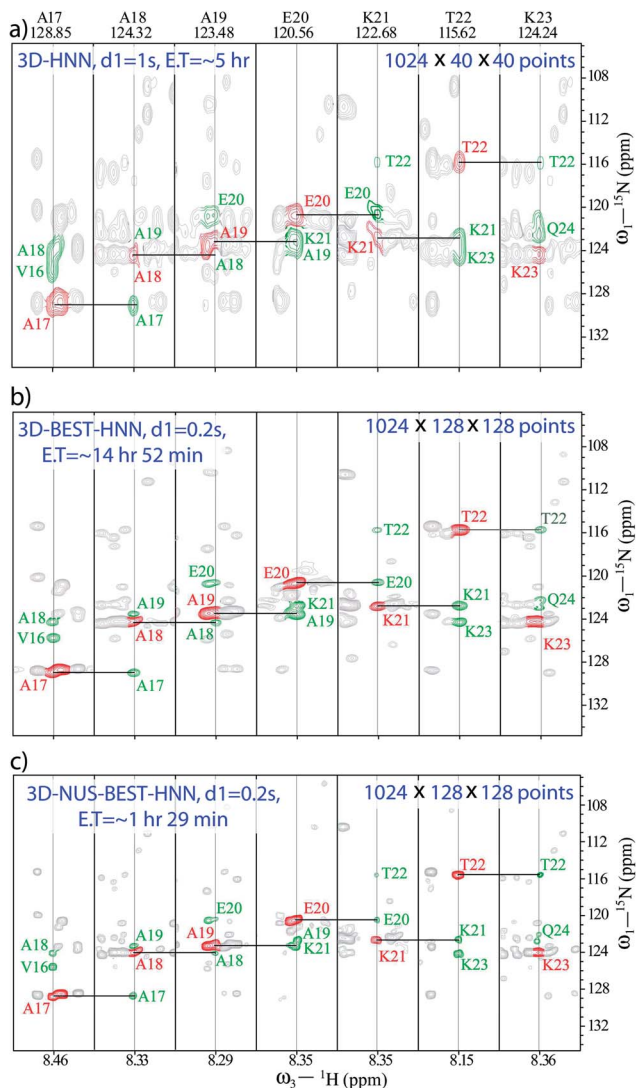 A17 A18 A19 E20 K21 T22 K23
128.85 124.32 123.48 120.56 122.68 115.62 124.24
a)
3D-HNN, d1=1s, E.T=~5 hr
1024 x 40 x 40 points
108
112
T22
T22
T22
116
E20
E20
E20
120
A18
A19
A19
K21
K21
Q24
V16
A18
A18
A19
K21
K23
K23
124
A17
A17
128
132
ω1—15N (ppm)
b)
3D-BEST-HNN, d1=0.2s,
E.T=~14 hr 52 min
1024 x 128 x 128 points
108
112
T22
T22
T22
116
E20
E20
E20
120
A18
A19
A19
K21
K21
Q24
V16
A18
A18
A19
K21
K23
K23
124
A17
A17
128
132
ω1—15N (ppm)
c)
3D-NUS-BEST-HNN, d1=0.2s,
E.T=~1 hr 29 min
1024 x 128 x 128 points
108
112
T22
T22
T22
116
E20
E20
E20
120
A18
A19
A19
A19
K21
Q24
V16
A18
A18
K21
K21
K23
K23
124
A17
A17
128
132
ω1—15N (ppm)
8.46 8.33 8.29 8.35 8.35 8.15 8.36
ω3—1H (ppm)